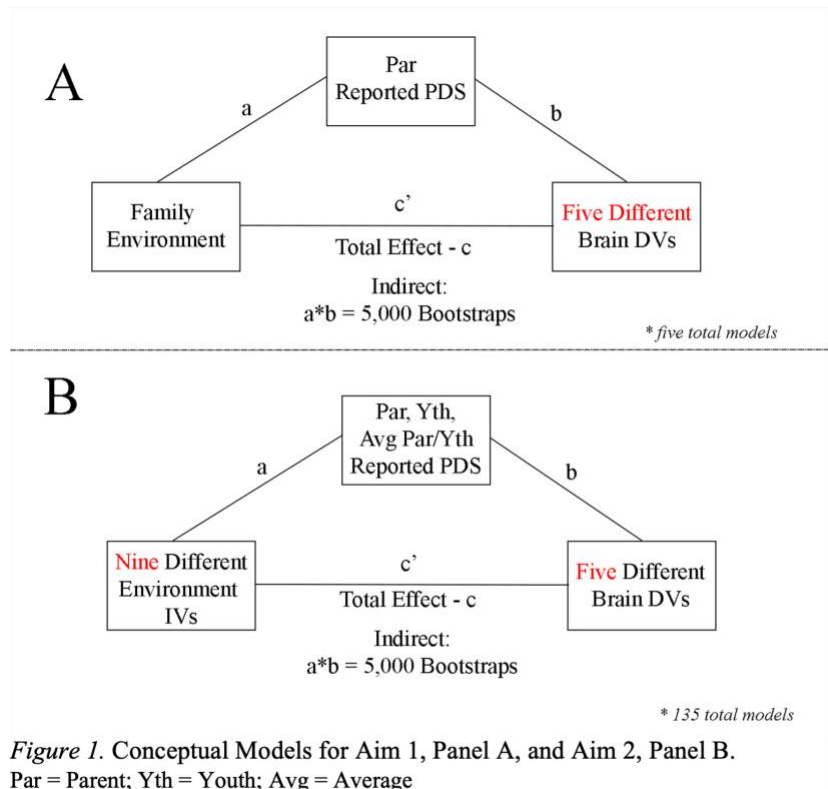 A
Par
Reported PDS
a
b
Family
Environment
c’
Total Effect - c
Five Different
Brain DVs
Indirect:
a*b = 5,000 Bootstraps
* five total models
B
Par, Yth,
Avg Par/Yth
Reported PDS
a
b
Nine Different
Environment
IVs
c’
Total Effect - c
Five Different
Brain DVs
Indirect:
a*b = 5,000 Bootstraps
* 135 total models
Figure 1. Conceptual Models for Aim 1, Panel A, and Aim 2, Panel B.
Par = Parent; Yth = Youth; Avg = Average